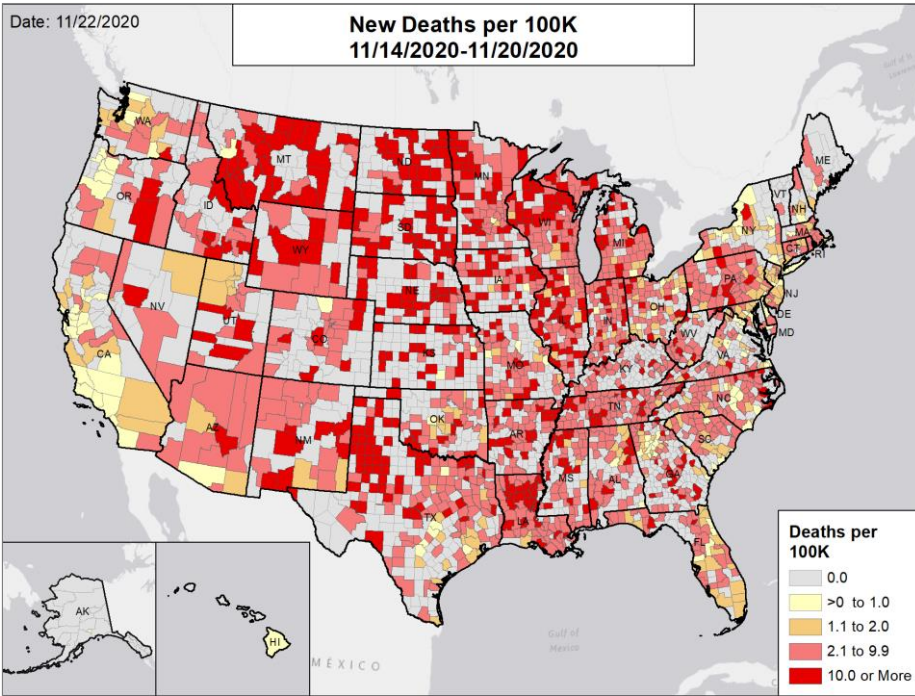 Date: 11/22/2020
New Deaths per 100K
11/14/2020-11/20/2020
WA
MT
ND
MN
ME
OR
ID
SD
WI
MI
VT
NH
NY
MA
CT
RI
WY
IA
PA
NJ
NE
OH
DE
MD
NV
UT
CO
IL
IN
WV
VA
CA
KS
MO
KY
NC
TN
AZ
NM
OK
AR
SC
MS
AL
GA
TX
LA
FL
AK
HI
MÉXICO
Gulf of
Mexico
Deaths per
100K
0.0
>0 to 1.0
1.1 to 2.0
2.1 to 9.9
10.0 or More